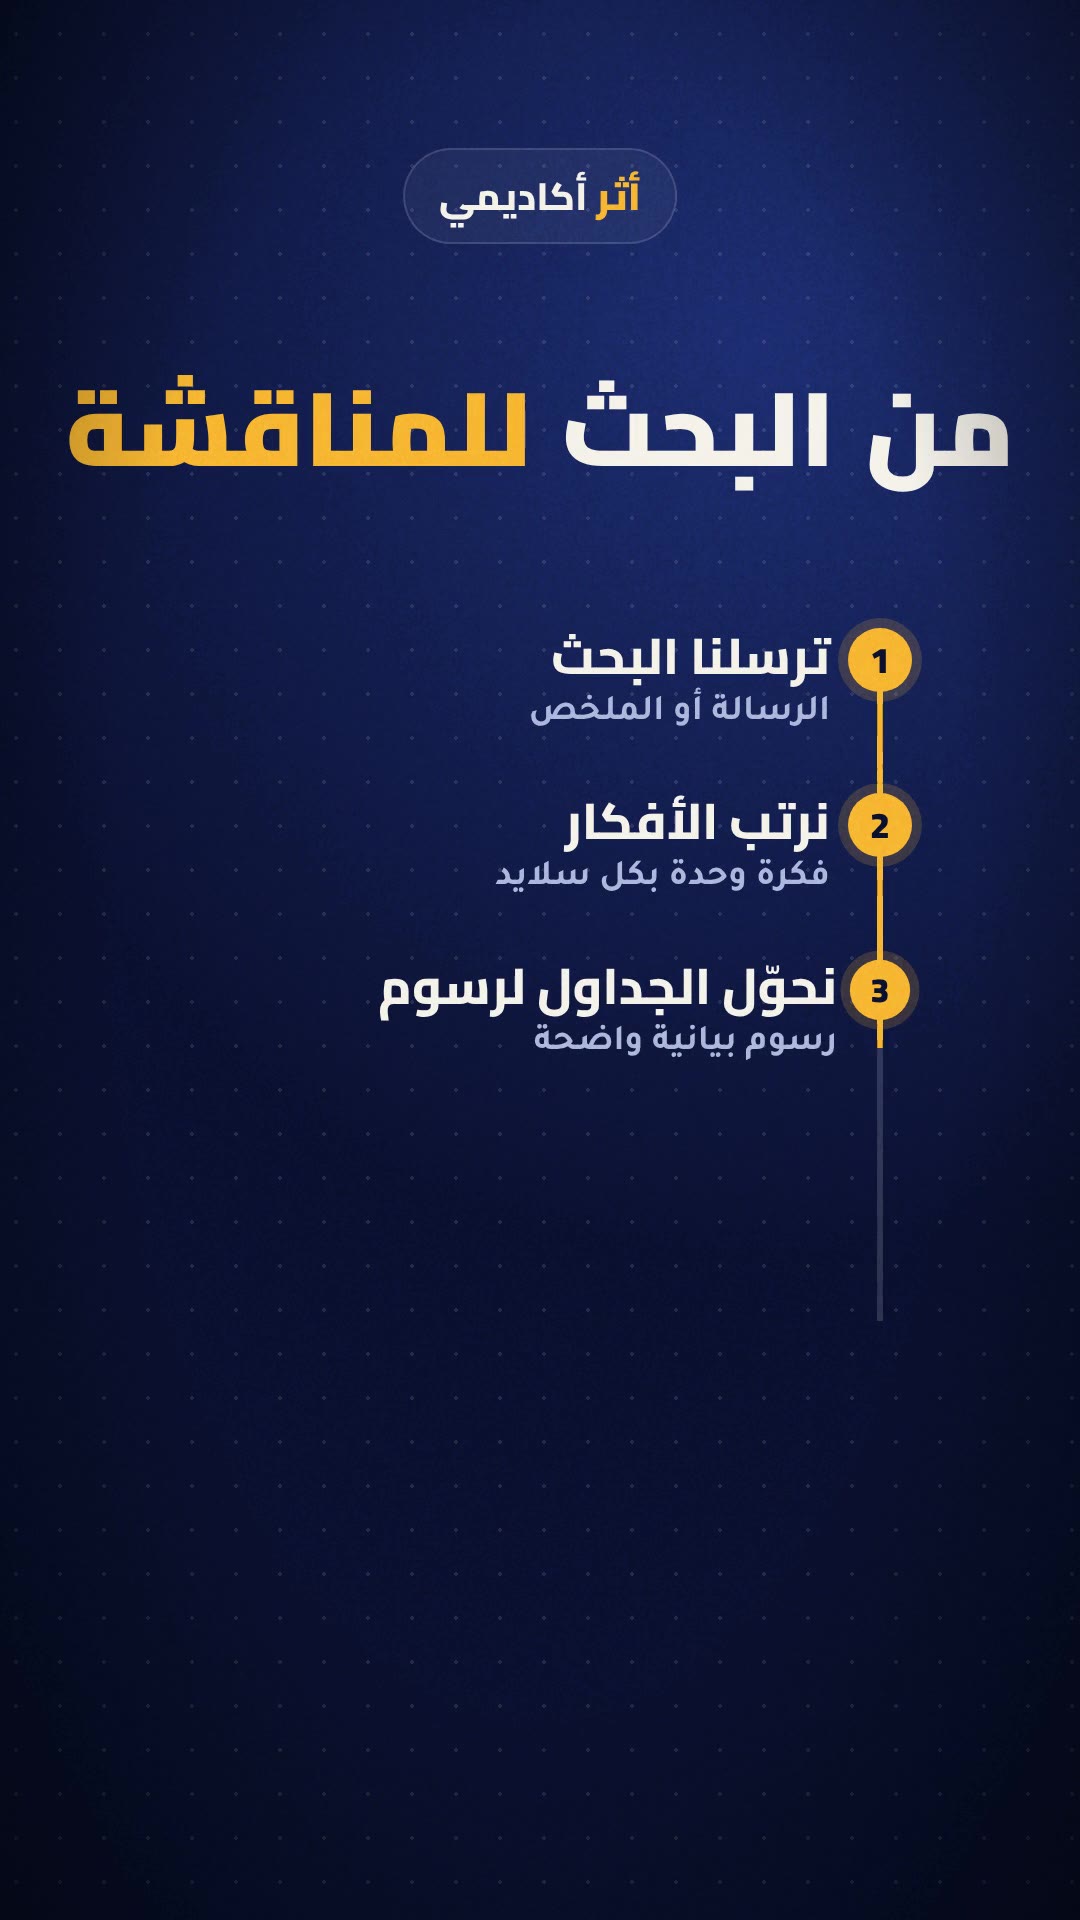 أثر أكاديمي
من البحث للمناقشة
1
ترسلنا البحث
الرسالة أو الملخص
2
نرتب الأفكار
فكرة وحدة بكل سلايد
3
نحوّل الجداول لرسوم
رسوم بيانية واضحة